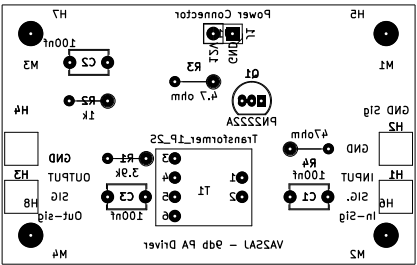 H7
Power Connector
H5
100nf
12V
GND
J1
C2
R3
Q1
M3
M1
4.7 ohm
R2
1k
H4
GND Sig
PN2222A
H2
Transformer_1P_2S
47ohm
GND
R1
3
GND
R4
H3
OUTPUT
3.9k
4
T1
1
100nf
INPUT
H1
H8
SIG
C3
5
2
C1
SIG.
H6
Out-sig
100nf
6
In-Sig
M4
VA2SAJ - 9db PA Driver
M2